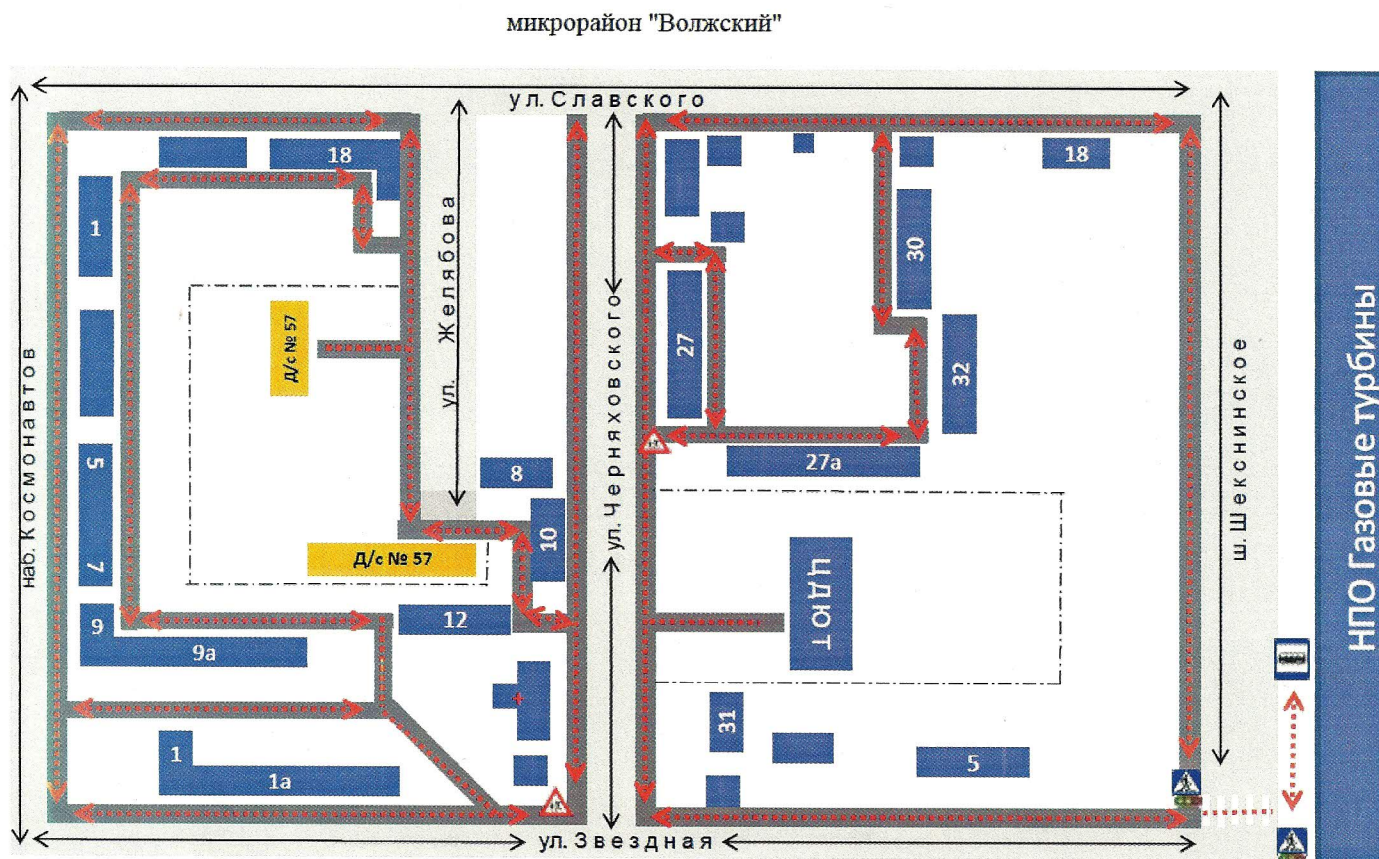 микрорайон "Волжский"
ул. Славского
18
18
1
ул. Желябова
30
Д/с № 57
27
32
наб. Космонавтов
ул. Черняховского
ш. Шекснинское
НПО Газовые турбины
5
8
27а
10
7
Д/с № 57
ЦДЮТ
9
12
9а
31
1
1а
5
ул. Звездная